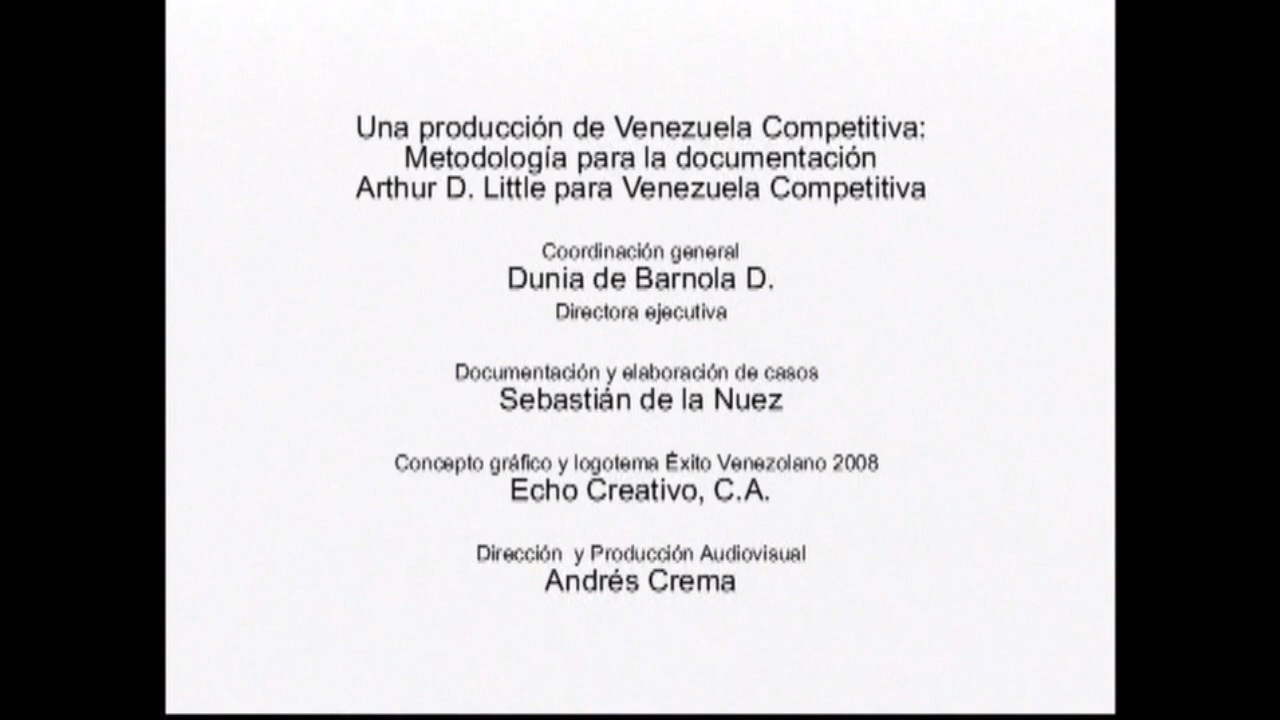 Una producción de Venezuela Competitiva:
Metodología para la documentación
Arthur D. Little para Venezuela Competitiva
Coordinación general
Dunia de Barnola D.
Directora ejecutiva
Documentación y elaboración de casos
Sebastián de la Nuez
Concepto gráfico y logotema Éxito Venezolano 2008
Echo Creativo, C.A.
Dirección y Producción Audiovisual
Andrés Crema